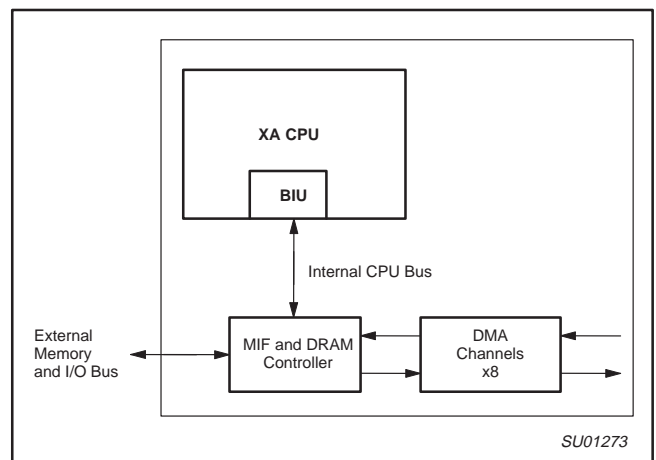 XA CPU
BIU
Internal CPU Bus
External
Memory
and I/O Bus
MIF and DRAM
Controller
DMA
Channels
x8
SU01273